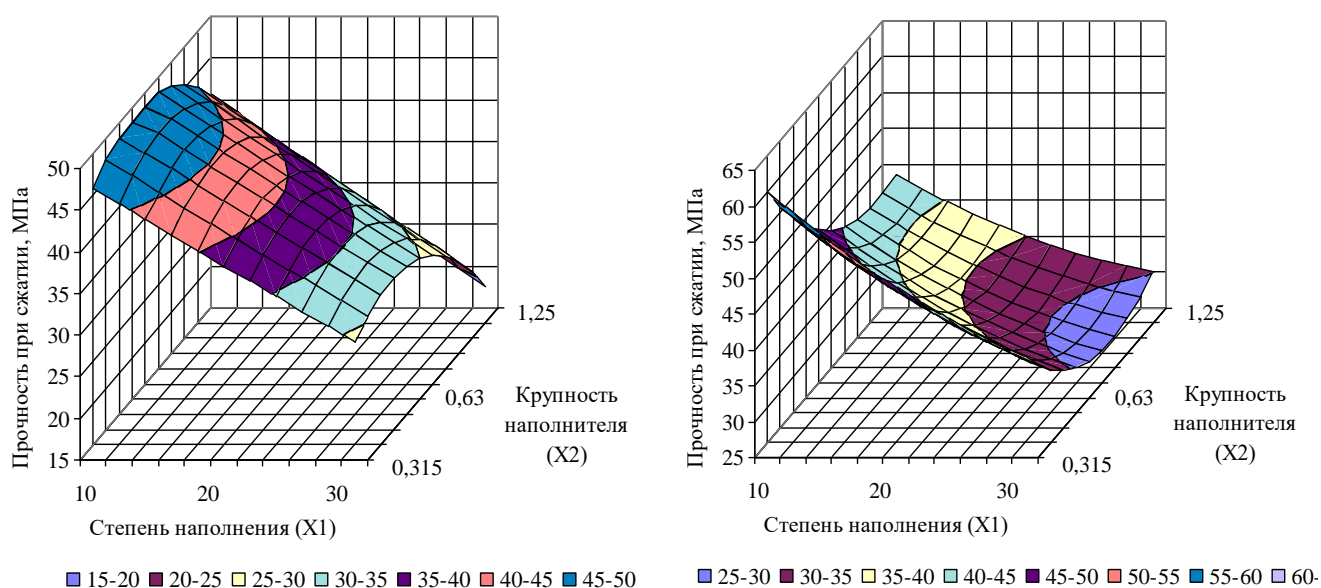 Прочность при сжатии, МПа
50
45
40
35
30
25
20
15
10
20
30
Степень наполнения (X1)
0,315
0,63
1,25
Крупность
наполнителя
(X2)
15-20 20-25 25-30 30-35 35-40 40-45 45-50
Прочность при сжатии, МПа
65
60
55
50
45
40
35
30
25
10
20
30
Степень наполнения (X1)
0,315
0,63
1,25
Крупность
наполнителя
(X2)
25-30 30-35 35-40 40-45 45-50 50-55 55-60 60-